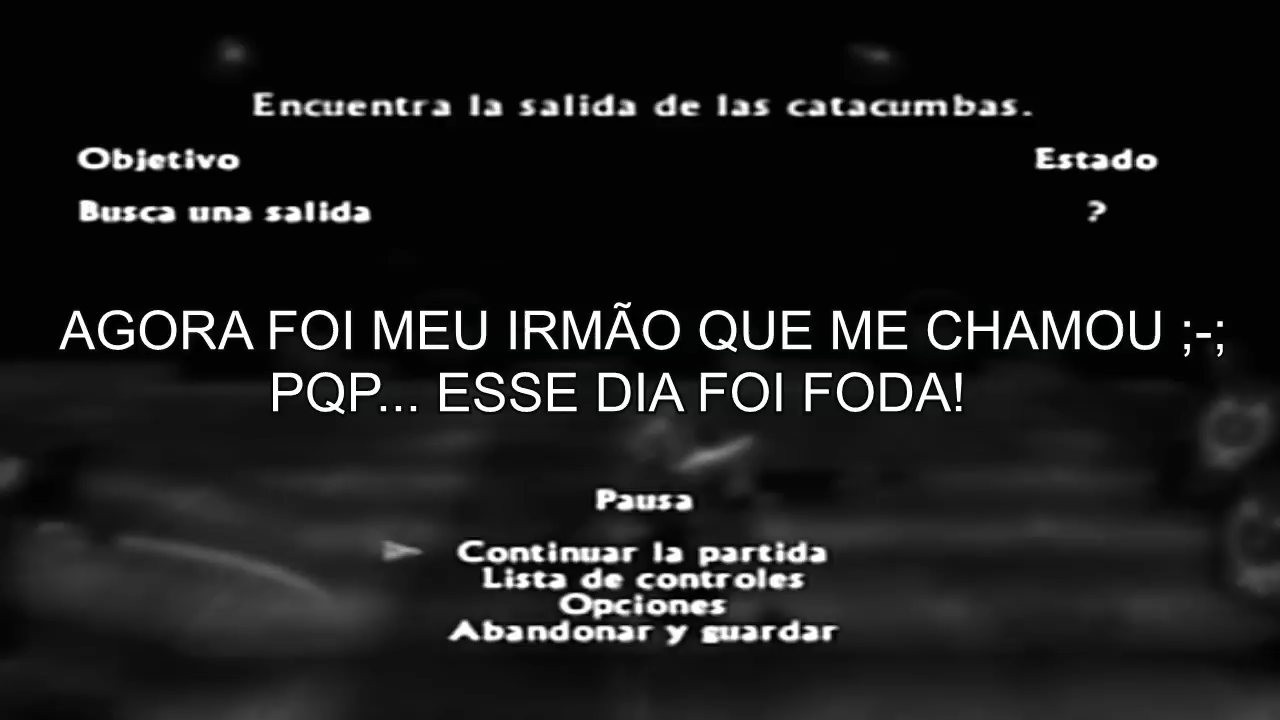 Encuentra la salida de las catacumbas.
Objetivo Estado
Busca una salida ?
AGORA FOI MEU IRMÃO QUE ME CHAMOU ;-;
PQP... ESSE DIA FOI FODA!
Pausa
Continuar la partida
Lista de controles
Opciones
Abandonar y guardar